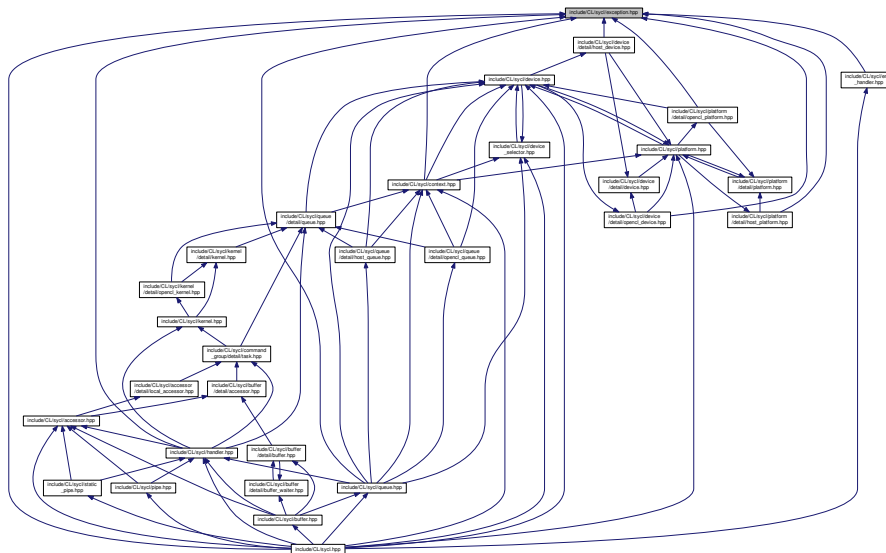 include/CL/sycl/exception.hpp
include/CL/sycl/device
/detail/host_device.hpp
include/CL/sycl/device.hpp
include/CL/sycl/err
_handler.hpp
include/CL/sycl/platform
/detail/opencl_platform.hpp
include/CL/sycl/device
_selector.hpp
include/CL/sycl/platform.hpp
include/CL/sycl/context.hpp
include/CL/sycl/device
/detail/device.hpp
include/CL/sycl/platform
/detail/platform.hpp
include/CL/sycl/queue
/detail/queue.hpp
include/CL/sycl/device
/detail/opencl_device.hpp
include/CL/sycl/platform
/detail/host_platform.hpp
include/CL/sycl/kernel
/detail/kernel.hpp
include/CL/sycl/queue
/detail/host_queue.hpp
include/CL/sycl/queue
/detail/opencl_queue.hpp
include/CL/sycl/kernel
/detail/opencl_kernel.hpp
include/CL/sycl/kernel.hpp
include/CL/sycl/command
_group/detail/task.hpp
include/CL/sycl/accessor
/detail/local_accessor.hpp
include/CL/sycl/buffer
/detail/accessor.hpp
include/CL/sycl/accessor.hpp
include/CL/sycl/handler.hpp
include/CL/sycl/buffer
/detail/buffer.hpp
include/CL/sycl/static
_pipe.hpp
include/CL/sycl/pipe.hpp
include/CL/sycl/buffer
/detail/buffer_waiter.hpp
include/CL/sycl/queue.hpp
include/CL/sycl/buffer.hpp
include/CL/sycl.hpp